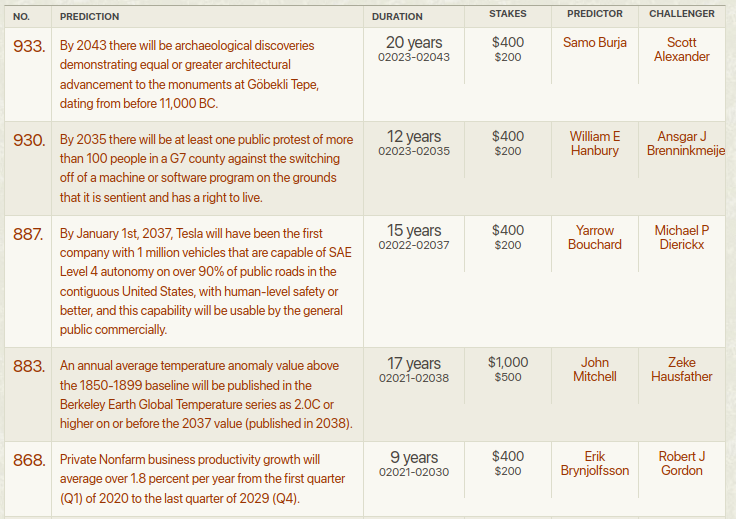 NO. PREDICTION DURATION STAKES PREDICTOR CHALLENGER
933.
By 2043 there will be archaeological discoveries
demonstrating equal or greater architectural
advancement to the monuments at Göbekli Tepe,
dating from before 11,000 BC.
20 years
02023-02043
$400
$200
Samo Burja
Scott
Alexander
930.
By 2035 there will be at least one public protest of more
than 100 people in a G7 county against the switching
off of a machine or software program on the grounds
that it is sentient and has a right to live.
12 years
02023-02035
$400
$200
William E
Hanbury
Ansgar J
Brenninkmeije
887.
By January 1st, 2037, Tesla will have been the first
company with 1 million vehicles that are capable of SAE
Level 4 autonomy on over 90% of public roads in the
contiguous United States, with human-level safety or
better, and this capability will be usable by the general
public commercially.
15 years
02022-02037
$400
$200
Yarrow
Bouchard
Michael P
Dierickx
883.
An annual average temperature anomaly value above
the 1850-1899 baseline will be published in the
Berkeley Earth Global Temperature series as 2.0C or
higher on or before the 2037 value (published in 2038).
17 years
02021-02038
$1,000
$500
John
Mitchell
Zeke
Hausfather
868.
Private Nonfarm business productivity growth will
average over 1.8 percent per year from the first quarter
(Q1) of 2020 to the last quarter of 2029 (Q4).
9 years
02021-02030
$400
$200
Erik
Brynjolfsson
Robert J
Gordon